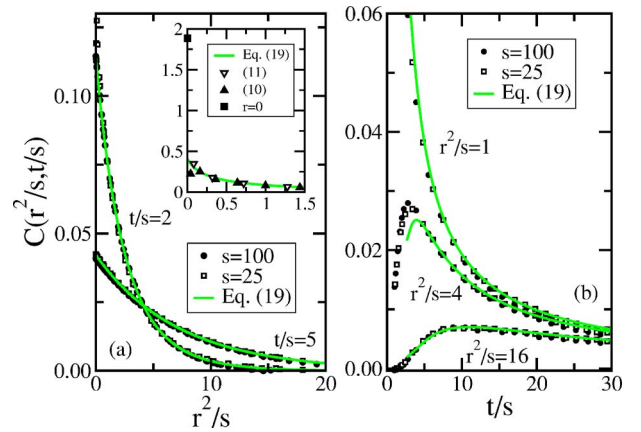 C(r²/s,t/s)
0.10
0.05
0.00
0
10
20
r²/s
t/s=2
t/s=5
(a)
s=100
s=25
Eq. (19)
2
1.5
1
0.5
0
0
0.5
1
1.5
Eq. (19)
(11)
(10)
r=0
0.06
0.04
0.02
0.00
0
10
20
30
t/s
s=100
s=25
Eq. (19)
r²/s=1
r²/s=4
r²/s=16
(b)